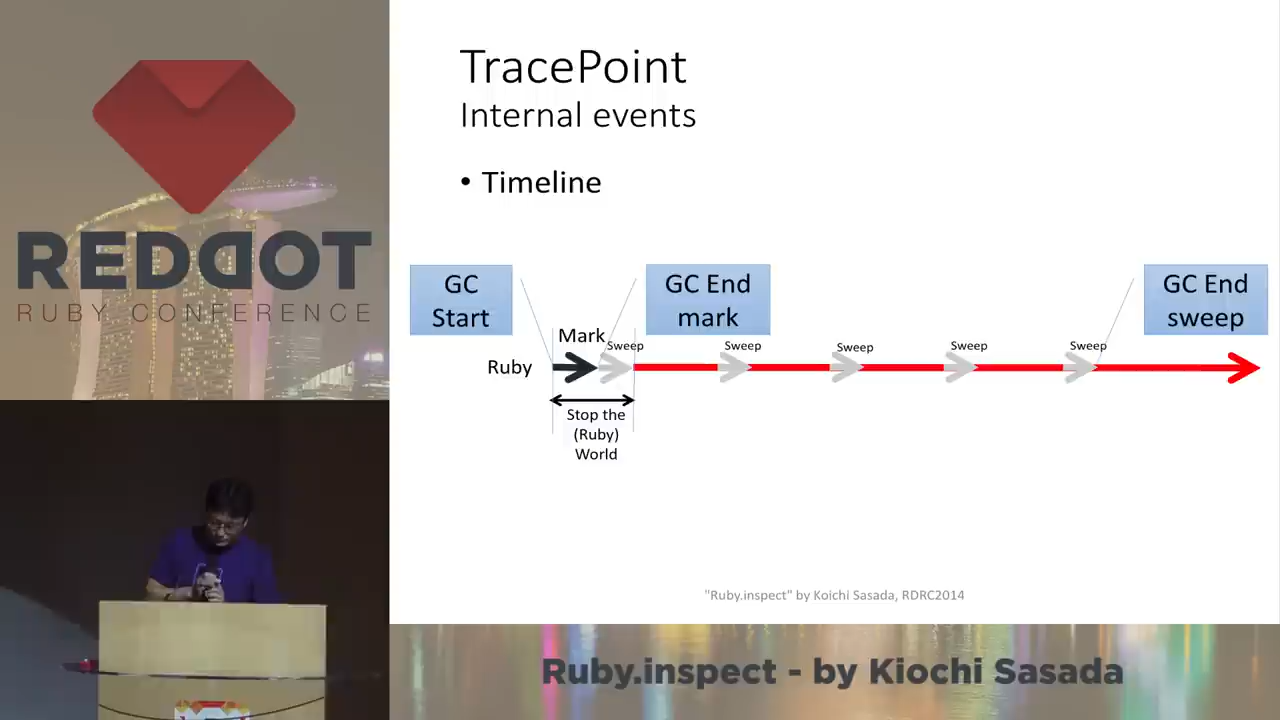 REDDOT
RUBY CONFERENCE
TracePoint
Internal events
• Timeline
GC
Start
GC End
mark
GC End
sweep
Mark
Sweep
Sweep
Sweep
Sweep
Sweep
Ruby
Stop the
(Ruby)
World
"Ruby.inspect" by Koichi Sasada, RDRC2014
Ruby.inspect - by Kiochi Sasada